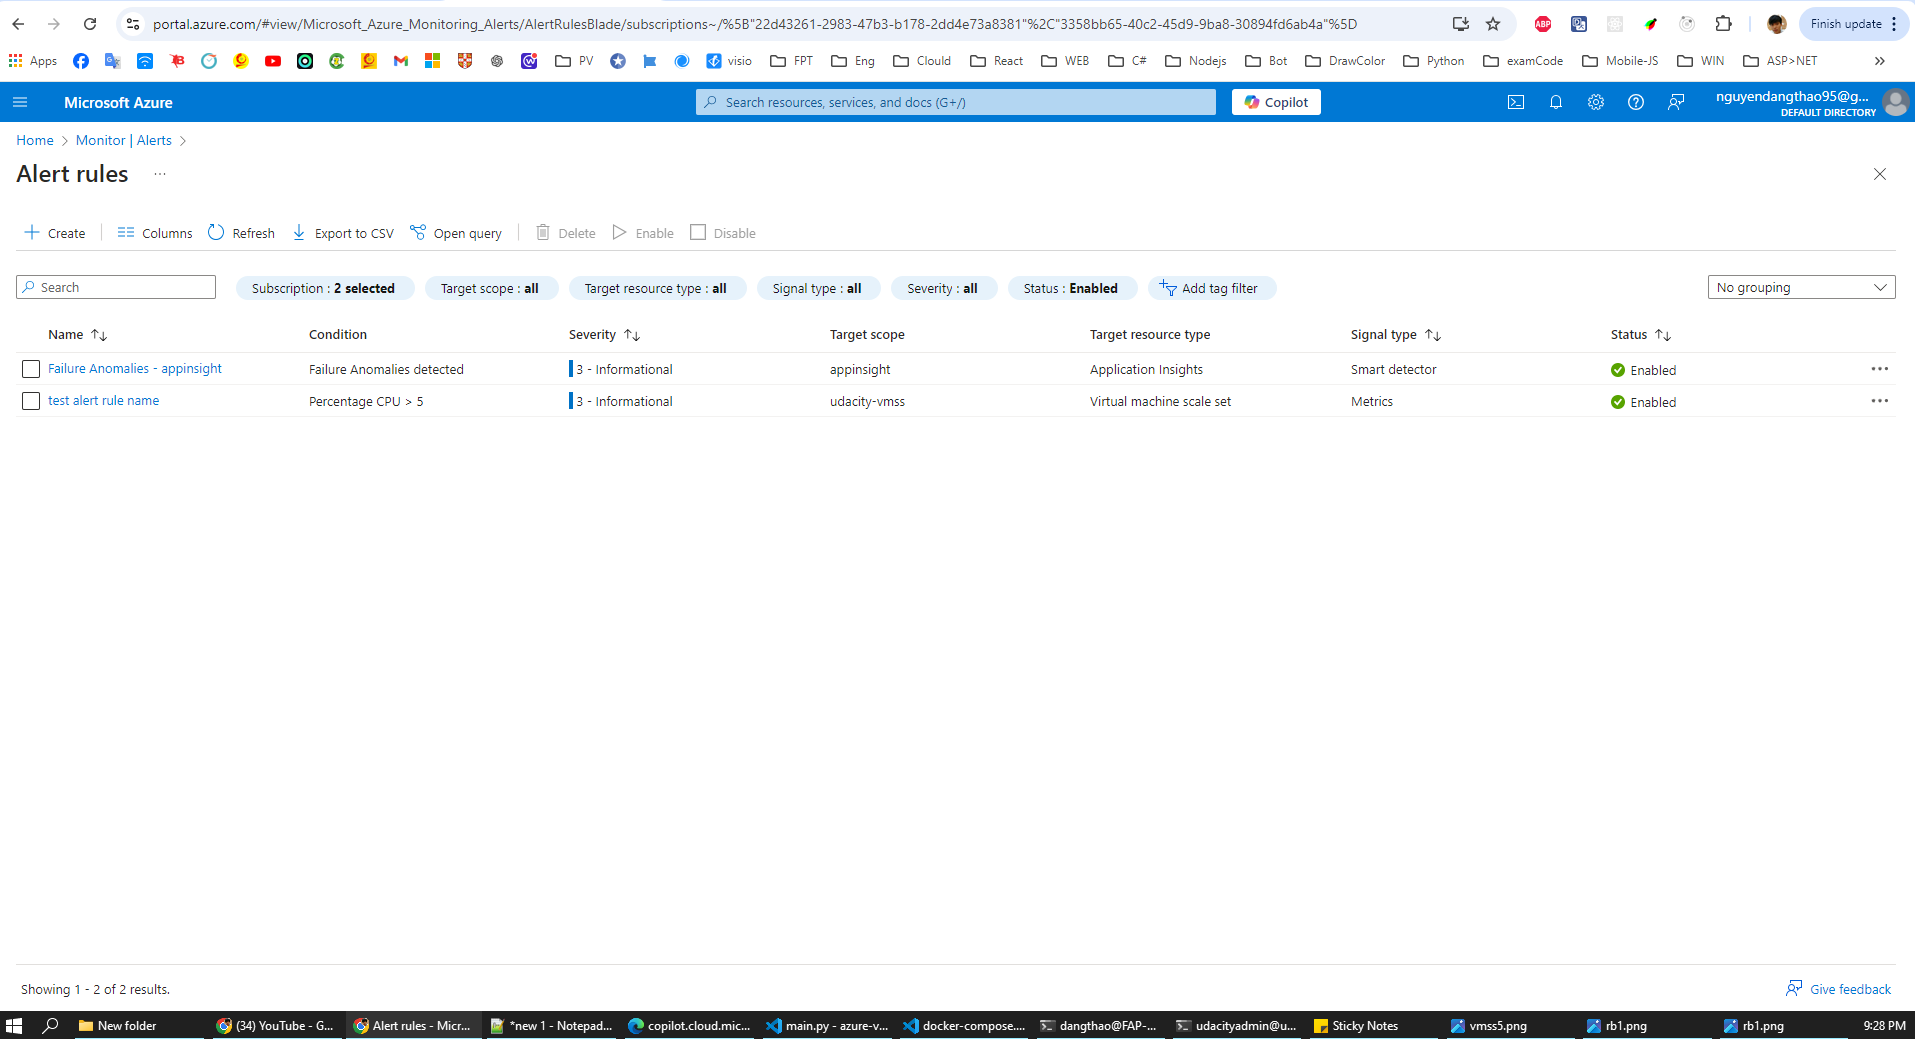 portal.azure.com/#view/Microsoft_Azure_Monitoring_Alerts/AlertRulesBlade/subscriptions~/%5B"22d43261-2983-47b3-b178-2dd4e73a8381"%2C"3358bb65-40c2-45d9-9ba8-30894fd6ab4a"%5D
ABP
Finish update
Apps
PV
visio
FPT
Eng
Clould
React
WEB
C#
Nodejs
Bot
DrawColor
Python
examCode
Mobile-JS
WIN
ASP>NET
Microsoft Azure
Search resources, services, and docs (G+/)
Copilot
nguyendangthao95@g...
DEFAULT DIRECTORY
Home > Monitor | Alerts >
Alert rules ...
Create
Columns
Refresh
Export to CSV
Open query
Delete
Enable
Disable
Search
Subscription : 2 selected
Target scope : all
Target resource type : all
Signal type : all
Severity : all
Status : Enabled
Add tag filter
No grouping
Name Condition Severity Target scope Target resource type Signal type Status
Failure Anomalies - appinsight Failure Anomalies detected 3 - Informational appinsight Application Insights Smart detector Enabled
test alert rule name Percentage CPU > 5 3 - Informational udacity-vmss Virtual machine scale set Metrics Enabled
Showing 1 - 2 of 2 results.
Give feedback
New folder
(34) YouTube - G...
Alert rules - Micr...
*new 1 - Notepad...
copilot.cloud.mic...
main.py - azure-v...
docker-compose....
dangthao@FAP-...
udacityadmin@u...
Sticky Notes
vmss5.png
rb1.png
rb1.png
9:28 PM